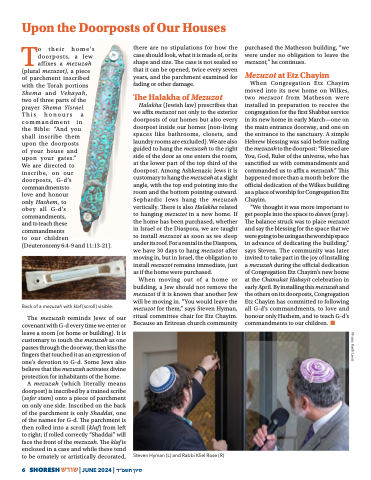 Upon the Doorposts of Our Houses
To their home's
doorposts, a Jew
affixes a mezuzah
(plural mezuzot), a piece
of parchment inscribed
with the Torah portions
Shema and Vehayah,
two of three parts of the
prayer Shema Yisrael.
This honours a
commandment in
the Bible: "And you
shall inscribe them
upon the doorposts
of your house and
upon your gates."
We are directed to
inscribe, on our
doorposts, G-d's
commandments to
love and honour
only Hashem, to
obey all G-d's
commandments,
and to teach these
commandments
to our children
[Deuteronomy 6:4-9 and 11:13-21].
Back of a mezuzah with klaf (scroll) visible.
The mezuzah reminds Jews of our
covenant with G-d every time we enter or
leave a room (or home or building). It is
customary to touch the mezuzah as one
passes through the doorway, then kiss the
fingers that touched it as an expression of
one's devotion to G-d. Some Jews also
believe that the mezuzah activates divine
protection for inhabitants of the home.
A mezuzah (which literally means
doorpost) is inscribed by a trained scribe
(sofer stam) onto a piece of parchment
on only one side. Inscribed on the back
of the parchment is only Shaddai, one
of the names for G-d. The parchment is
then rolled into a scroll (klaf) from left
to right; if rolled correctly "Shaddai" will
face the front of the mezuzah. The klaf is
enclosed in a case and while these tend
to be ornately or artistically decorated,
there are no stipulations for how the
case should look, what it is made of, or its
shape and size. The case is not sealed so
that it can be opened, twice every seven
years, and the parchment examined for
fading or other damage.
The Halakha of Mezuzot
Halakha (Jewish law) prescribes that
we affix mezuzot not only to the exterior
doorposts of our homes but also every
doorpost inside our homes (non-living
spaces like bathrooms, closets, and
laundry rooms are excluded). We are also
guided to hang the mezuzah to the right
side of the door as one enters the room,
at the lower part of the top third of the
doorpost. Among Ashkenazic Jews it is
customary to hang the mezuzah at a slight
angle, with the top end pointing into the
room and the bottom pointing outward.
Sephardic Jews hang the mezuzah
vertically. There is also Halakha related
to hanging mezuzot in a new home. If
the home has been purchased, whether
in Israel or the Diaspora, we are taught
to install mezuzot as soon as we sleep
under its roof. For a rental in the Diaspora,
we have 30 days to hang mezuzot after
moving in, but in Israel, the obligation to
install mezuzot remains immediate, just
as if the home were purchased.
When moving out of a home or
building, a Jew should not remove the
mezuzot if it is known that another Jew
will be moving in. "You would leave the
mezuzot for them," says Steven Hyman,
ritual committee chair for Etz Chayim.
Because an Eritrean church community
purchased the Matheson building, "we
were under no obligation to leave the
mezuzot," he continues.
Mezuzot at Etz Chayim
When Congregation Etz Chayim
moved into its new home on Wilkes,
two mezuzot from Matheson were
installed in preparation to receive the
congregation for the first Shabbat service
in its new home in early March—one on
the main entrance doorway, and one on
the entrance to the sanctuary. A simple
Hebrew blessing was said before nailing
the mezuzah to the doorpost: "Blessed are
You, God, Ruler of the universe, who has
sanctified us with commandments and
commanded us to affix a mezuzah." This
happened more than a month before the
official dedication of the Wilkes building
as a place of worship for Congregation Etz
Chayim.
"We thought it was more important to
get people into the space to daven (pray).
The balance struck was to place mezuzot
and say the blessing for the space that we
were going to be using as the worship space
in advance of dedicating the building,"
says Steven. The community was later
invited to take part in the joy of installing
a mezuzah during the official dedication
of Congregation Etz Chayim's new home
at the Chanukat Habayit celebration in
early April. By installing this mezuzah and
the others on its doorposts, Congregation
Etz Chayim has committed to following
all G-d's commandments, to love and
honour only Hashem, and to teach G-d's
commandments to our children.
Steven Hyman (L) and Rabbi Kliel Rose (R)
6 SHORESH שורש | JUNE 2024 | סיון תשפ"ד